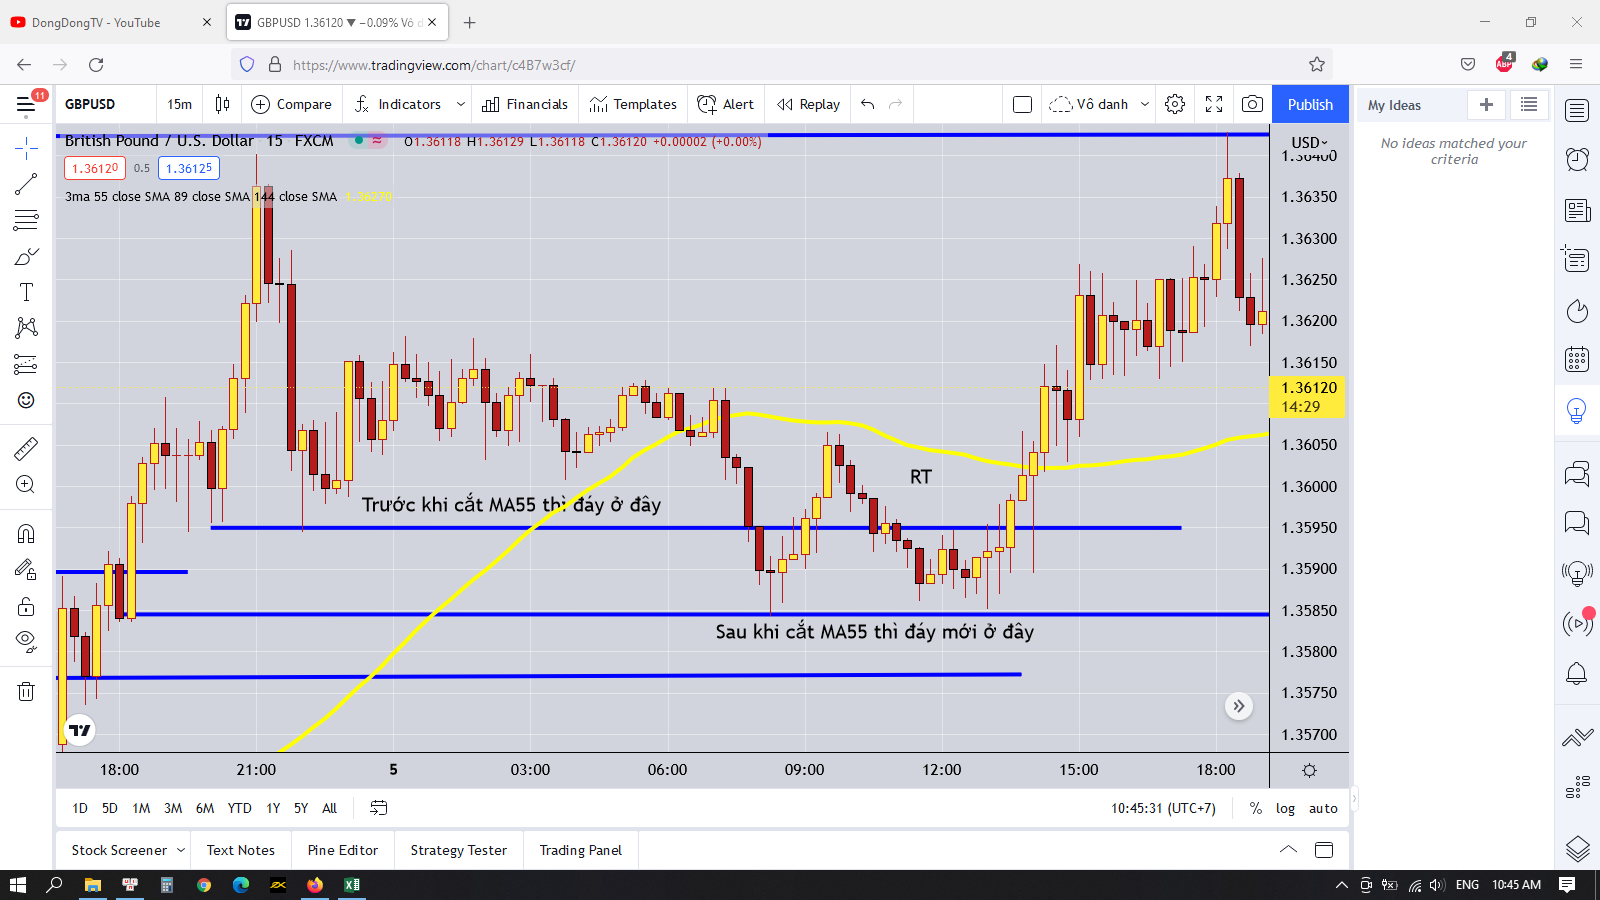 DongDongTV - YouTube
GBPUSD 1.36120 ▼ −0.09% Vô d
https://www.tradingview.com/chart/c4B7w3cf/
4
ABP
11
GBPUSD
15m
Compare
Indicators
Financials
Templates
Alert
Replay
Vô danh
Publish
My Ideas
No ideas matched your
criteria
British Pound / U.S. Dollar 15 FXCM
O1.36118 H1.36129 L1.36118 C1.36120 +0.00002 (+0.00%)
1.36120 0.5 1.36125
3ma 55 close SMA 89 close SMA 144 close SMA 1.36270
USD
1.36400
1.36350
1.36300
1.36250
1.36200
1.36150
1.36120
14:29
1.36050
1.36000
1.35950
1.35900
1.35850
1.35800
1.35750
1.35700
RT
Trước khi cắt MA55 thì đáy ở đây
Sau khi cắt MA55 thì đáy mới ở đây
18:00 21:00 5 03:00 06:00 09:00 12:00 15:00 18:00
1D 5D 1M 3M 6M YTD 1Y 5Y All
10:45:31 (UTC+7) % log auto
Stock Screener Text Notes Pine Editor Strategy Tester Trading Panel
ENG 10:45 AM